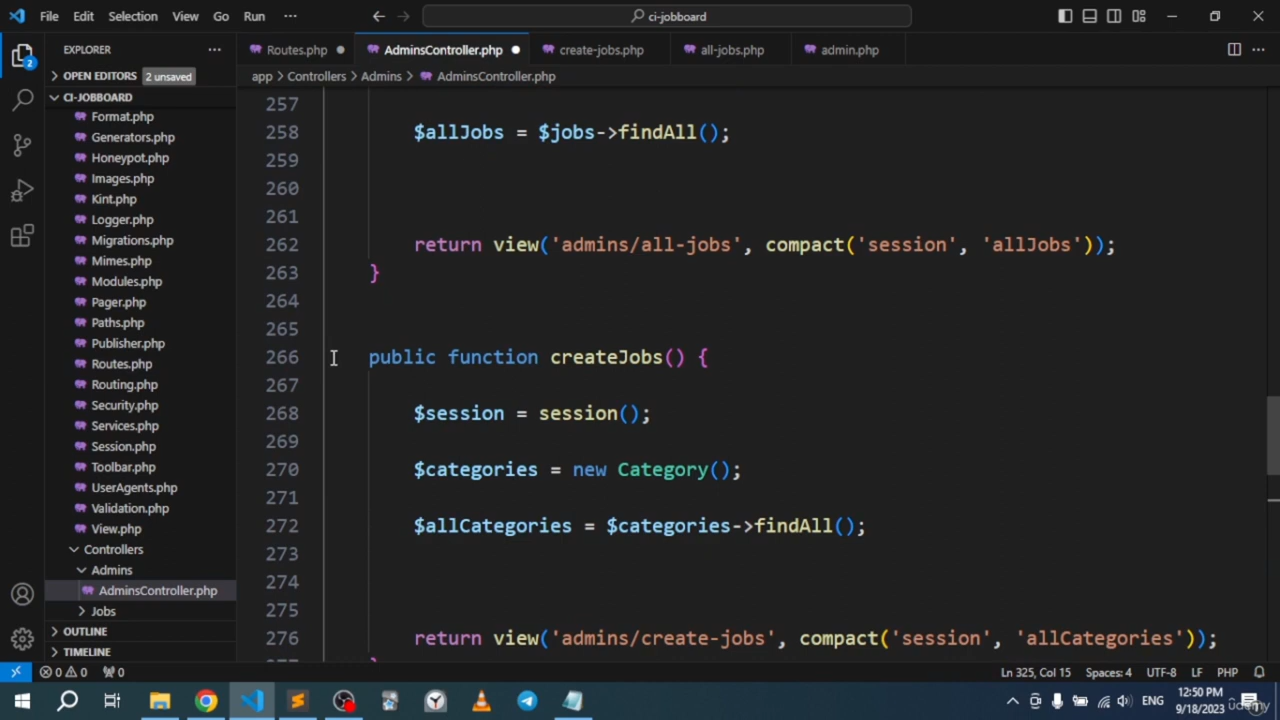 File Edit Selection View Go Run ··· ci-jobboard
EXPLORER ···
Routes.php AdminsController.php create-jobs.php all-jobs.php admin.php
OPEN EDITORS 2 unsaved
app > Controllers > Admins > AdminsController.php
CI-JOBBOARD
Format.php
Generators.php
Honeypot.php
Images.php
Kint.php
Logger.php
Migrations.php
Mimes.php
Modules.php
Pager.php
Paths.php
Publisher.php
Routes.php
Routing.php
Security.php
Services.php
Session.php
Toolbar.php
UserAgents.php
Validation.php
View.php
Controllers
Admins
AdminsController.php
Jobs
OUTLINE
TIMELINE
2
257
258 $allJobs = $jobs->findAll();
259
260
261
262 return view('admins/all-jobs', compact('session', 'allJobs'));
263 }
264
265
266 public function createJobs() {
267
268 $session = session();
269
270 $categories = new Category();
271
272 $allCategories = $categories->findAll();
273
274
275
276 return view('admins/create-jobs', compact('session', 'allCategories'));
0 0 0 Ln 325, Col 15 Spaces: 4 UTF-8 LF PHP
ENG 12:50 PM
9/18/2023
udemy